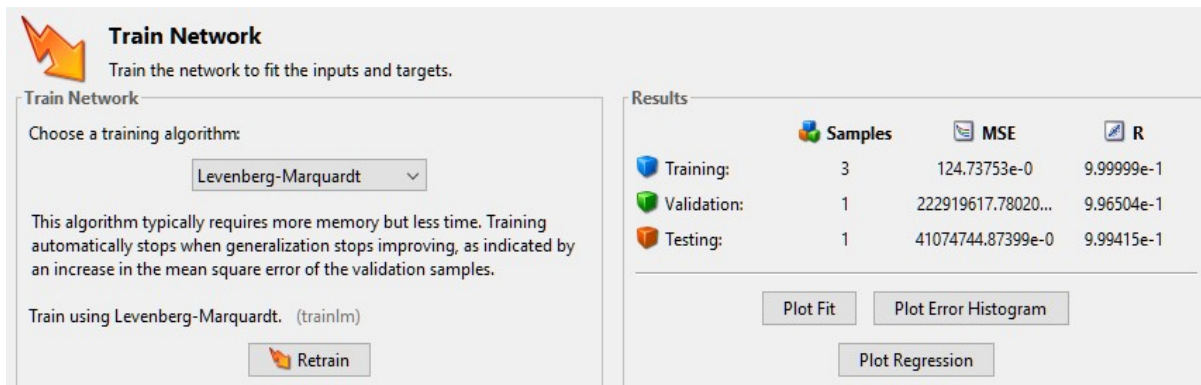 Train Network
Train the network to fit the inputs and targets.
Train Network
Choose a training algorithm:
Levenberg-Marquardt
This algorithm typically requires more memory but less time. Training
automatically stops when generalization stops improving, as indicated by
an increase in the mean square error of the validation samples.
Train using Levenberg-Marquardt. (trainlm)
Retrain
Results
Samples MSE R
Training: 3 124.73753e-0 9.99999e-1
Validation: 1 222919617.78020... 9.96504e-1
Testing: 1 41074744.87399e-0 9.99415e-1
Plot Fit Plot Error Histogram
Plot Regression